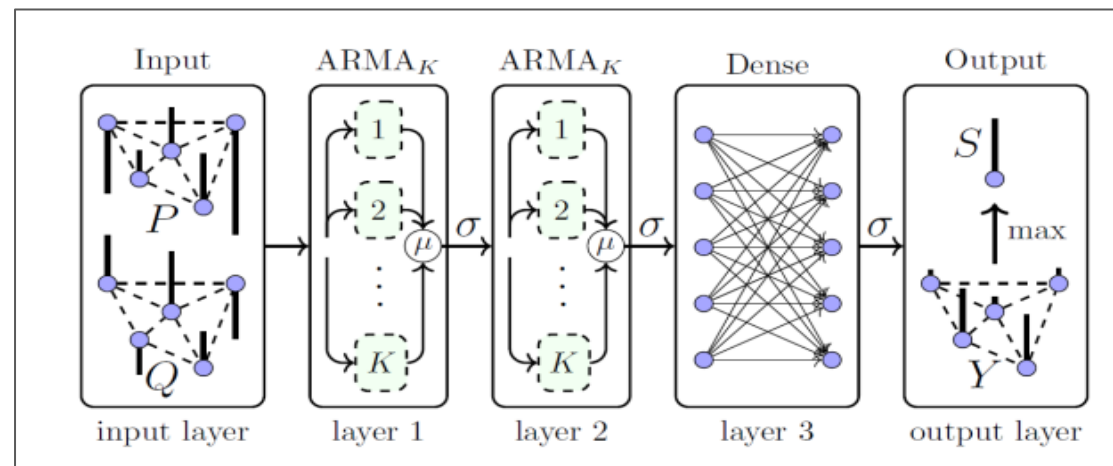 Input
ARMA_K
ARMA_K
Dense
Output
P
Q
1
2
⋮
K
μ
σ
1
2
⋮
K
μ
σ
σ
S
max
Y
input layer
layer 1
layer 2
layer 3
output layer